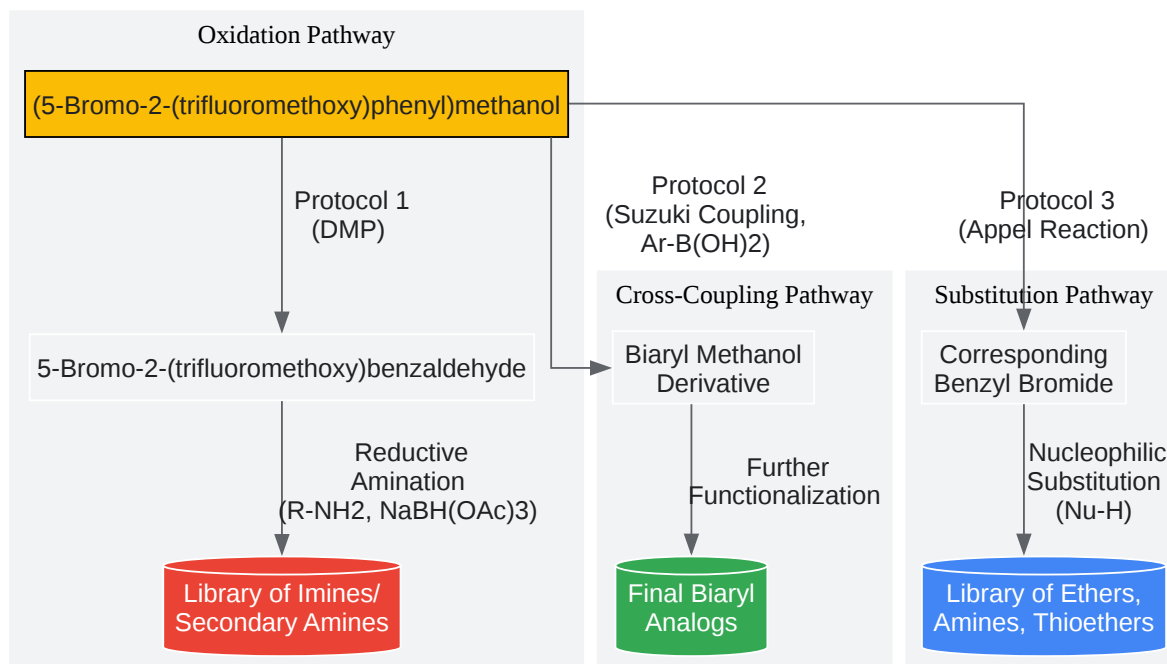 Oxidation Pathway
(5-Bromo-2-(trifluoromethoxy)phenyl)methanol
Protocol 1
(DMP)
Protocol 2
(Suzuki Coupling,
Ar-B(OH)2)
Protocol 3
(Appel Reaction)
Cross-Coupling Pathway
Substitution Pathway
5-Bromo-2-(trifluoromethoxy)benzaldehyde
Biaryl Methanol
Derivative
Corresponding
Benzyl Bromide
Reductive
Amination
(R-NH2, NaBH(OAc)3)
Further
Functionalization
Nucleophilic
Substitution
(Nu-H)
Library of Imines/
Secondary Amines
Final Biaryl
Analogs
Library of Ethers,
Amines, Thioethers